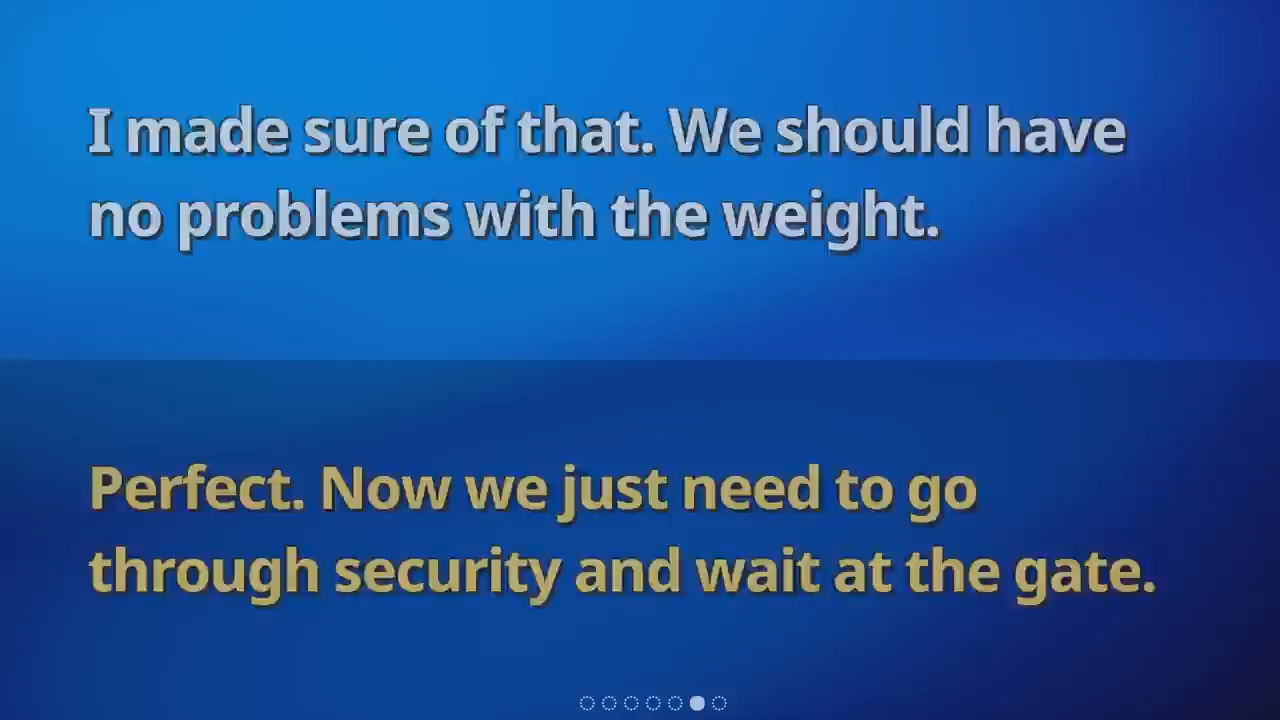 I made sure of that. We should have
no problems with the weight.
Perfect. Now we just need to go
through security and wait at the gate.